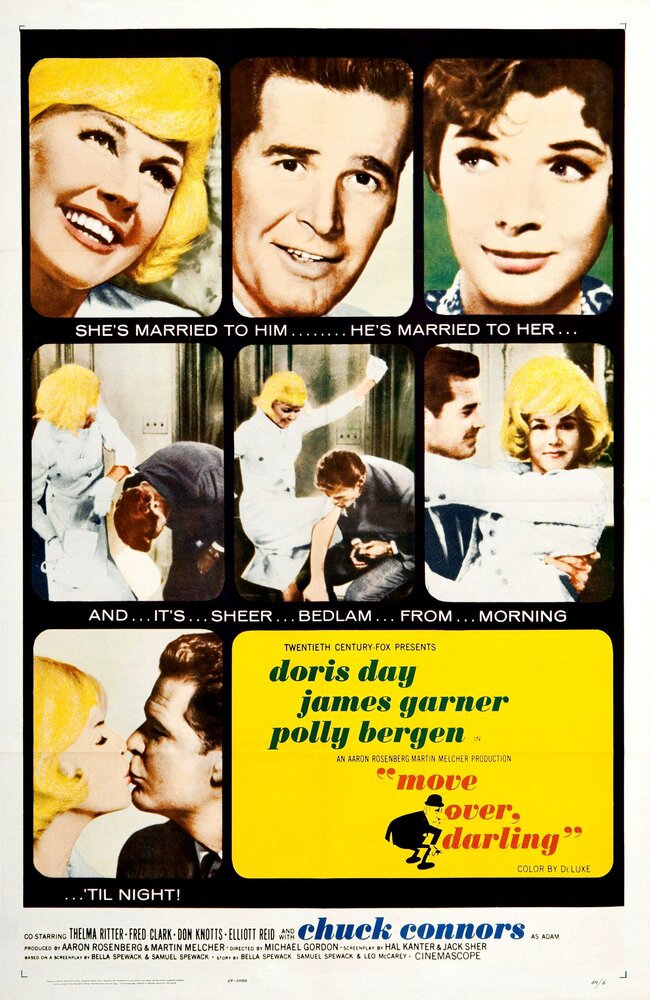 SHE'S MARRIED TO HIM ........ HE'S MARRIED TO HER ...
AND ... IT'S ... SHEER ... BEDLAM ... FROM ... MORNING
TWENTIETH CENTURY-FOX PRESENTS
doris day
james garner
polly bergen IN
AN AARON ROSENBERG-MARTIN MELCHER PRODUCTION
"move
over,
darling"
COLOR BY DE LUXE
...'TIL NIGHT!
CO STARRING THELMA RITTER · FRED CLARK · DON KNOTTS · ELLIOTT REID AND WITH chuck connors AS ADAM
PRODUCED BY AARON ROSENBERG & MARTIN MELCHER · DIRECTED BY MICHAEL GORDON · SCREENPLAY BY HAL KANTER & JACK SHER
BASED ON A SCREENPLAY BY BELLA SPEWACK & SAMUEL SPEWACK · STORY BY BELLA SPEWACK, SAMUEL SPEWACK & LEO McCAREY · CINEMASCOPE